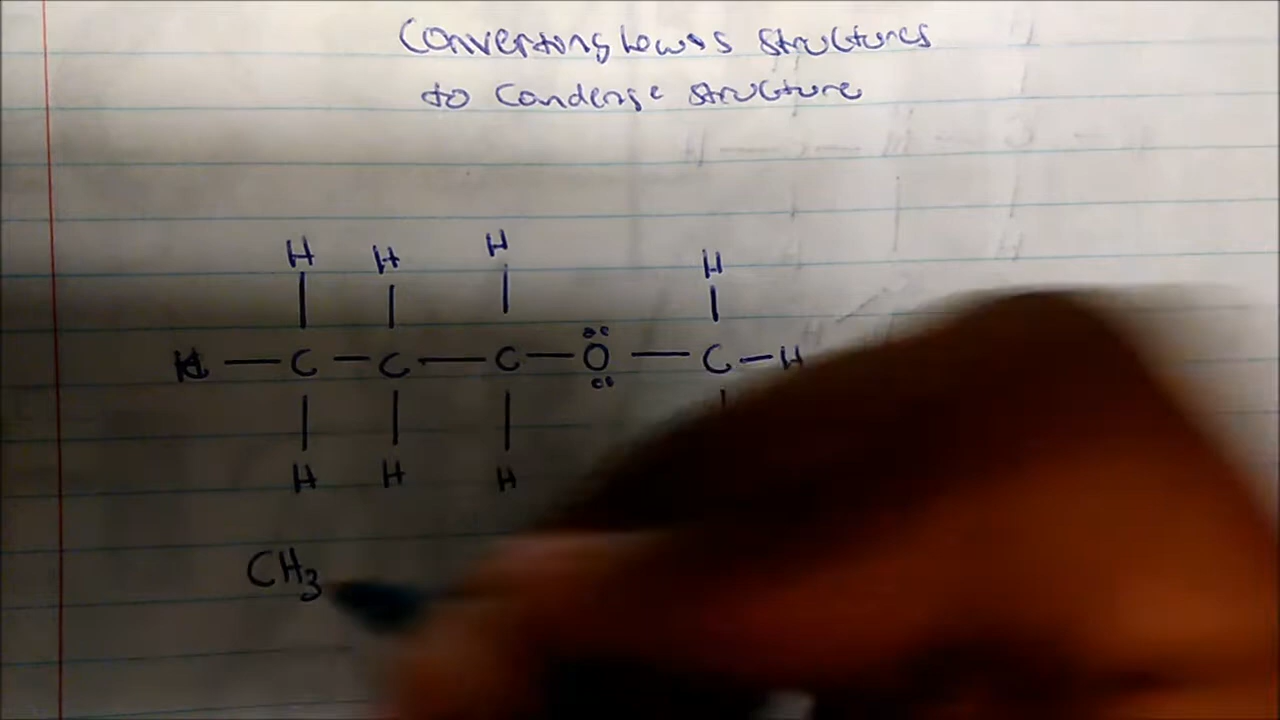 Converting Lewis Structures
to Condense structure
H H H H
H — C — C — C — O — C — H
H H H
CH3